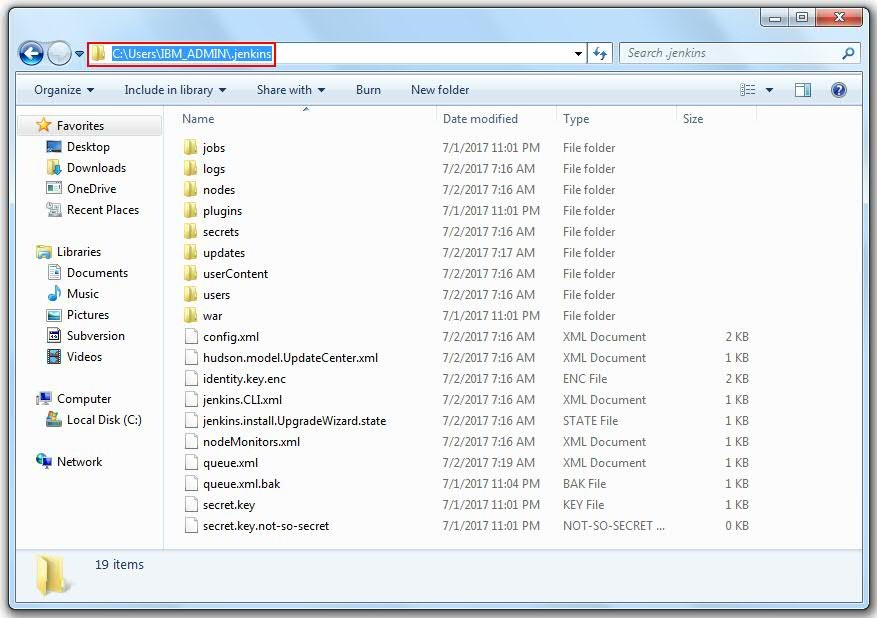 C:\Users\IBM_ADMIN\.jenkins
Search .jenkins
Organize Include in library Share with Burn New folder
Name Date modified Type Size
Favorites
Desktop
Downloads
OneDrive
Recent Places
Libraries
Documents
Music
Pictures
Subversion
Videos
Computer
Local Disk (C:)
Network
jobs 7/1/2017 11:01 PM File folder
logs 7/2/2017 7:16 AM File folder
nodes 7/2/2017 7:16 AM File folder
plugins 7/1/2017 11:01 PM File folder
secrets 7/2/2017 7:16 AM File folder
updates 7/2/2017 7:17 AM File folder
userContent 7/2/2017 7:16 AM File folder
users 7/2/2017 7:16 AM File folder
war 7/1/2017 11:01 PM File folder
config.xml 7/2/2017 7:16 AM XML Document 2 KB
hudson.model.UpdateCenter.xml 7/2/2017 7:16 AM XML Document 1 KB
identity.key.enc 7/2/2017 7:16 AM ENC File 2 KB
jenkins.CLI.xml 7/2/2017 7:16 AM XML Document 1 KB
jenkins.install.UpgradeWizard.state 7/2/2017 7:16 AM STATE File 1 KB
nodeMonitors.xml 7/2/2017 7:16 AM XML Document 1 KB
queue.xml 7/2/2017 7:19 AM XML Document 1 KB
queue.xml.bak 7/1/2017 11:04 PM BAK File 1 KB
secret.key 7/1/2017 11:01 PM KEY File 1 KB
secret.key.not-so-secret 7/1/2017 11:01 PM NOT-SO-SECRET ... 0 KB
19 items